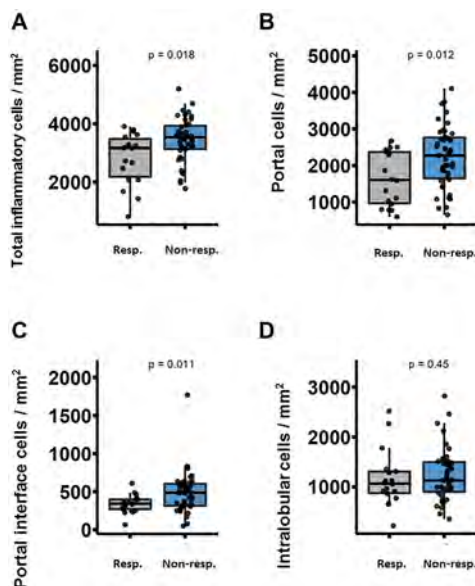 A
Total inflammatory cells / mm²
p = 0.018
6000
4000
2000
Resp.
Non-resp.
B
Portal cells / mm²
p = 0.012
5000
4000
3000
2000
1000
Resp.
Non-resp.
C
Portal interface cells / mm²
p = 0.011
2000
1500
1000
500
0
Resp.
Non-resp.
D
Intralobular cells / mm²
p = 0.45
3000
2000
1000
Resp.
Non-resp.